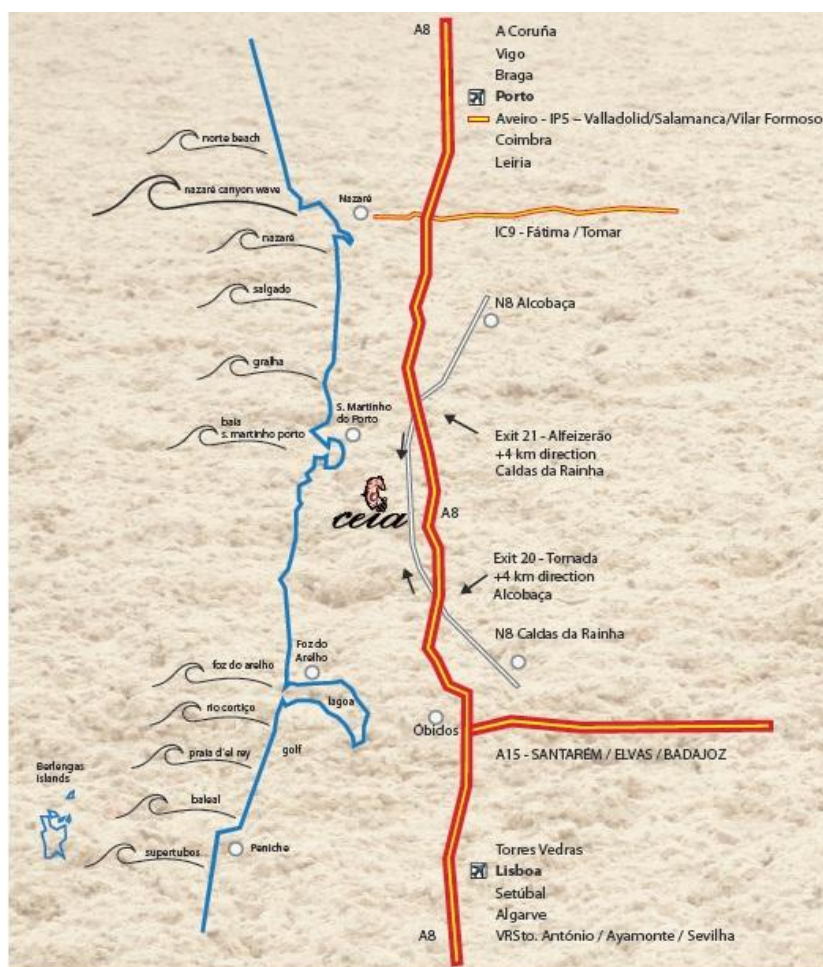 A8
A Coruña
Vigo
Braga
Porto
Aveiro - IP5 – Valladolid/Salamanca/Vilar Formoso
Coimbra
Leiria
norte beach
nazaré canyon wave
Nazaré
nazaré
IC9 - Fátima / Tomar
salgado
N8 Alcobaça
gralha
S. Martinho
do Porto
baia
s. martinho porto
Exit 21 - Alfeizerão
+4 km direction
Caldas da Rainha
ceia
A8
Exit 20 - Tornada
+4 km direction
Alcobaça
N8 Caldas da Rainha
Foz do
Arelho
foz do arelho
lagoa
rio cortiço
Óbidos
golf
praia d'el rey
A15 - SANTARÉM / ELVAS / BADAJOZ
Berlengas
islands
baleal
supertubos
Peniche
Torres Vedras
Lisboa
Setúbal
Algarve
A8
VRSto. António / Ayamonte / Sevilha